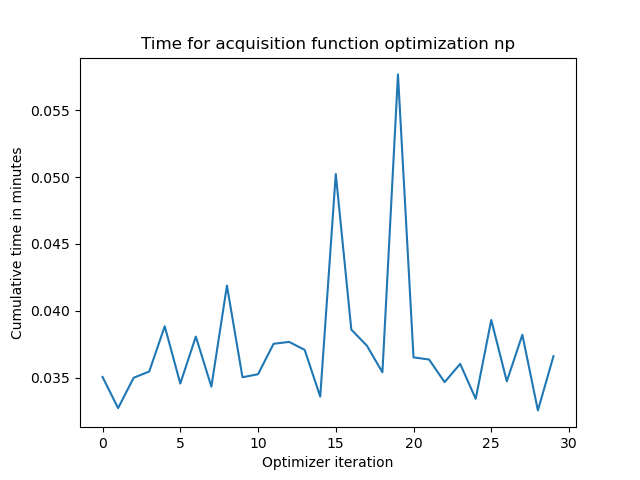 Time for acquisition function optimization np
Cumulative time in minutes
0.055
0.050
0.045
0.040
0.035
0 5 10 15 20 25 30
Optimizer iteration